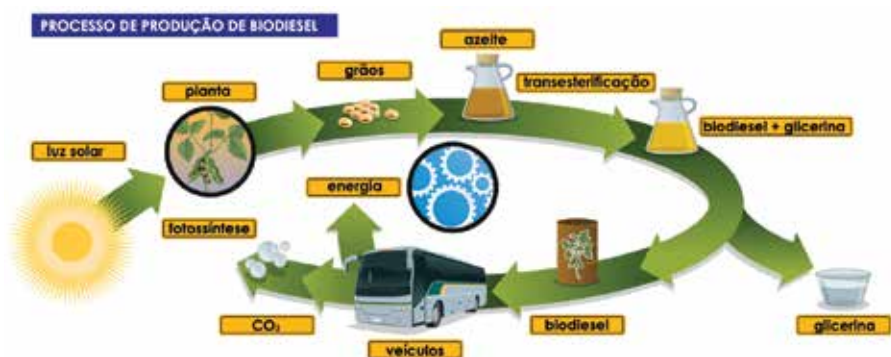 PROCESSO DE PRODUÇÃO DE BIODIESEL
azeite
grãos
transesterificação
planta
biodiesel + glicerina
luz solar
energia
fotossíntese
CO₂
biodiesel
glicerina
veículos